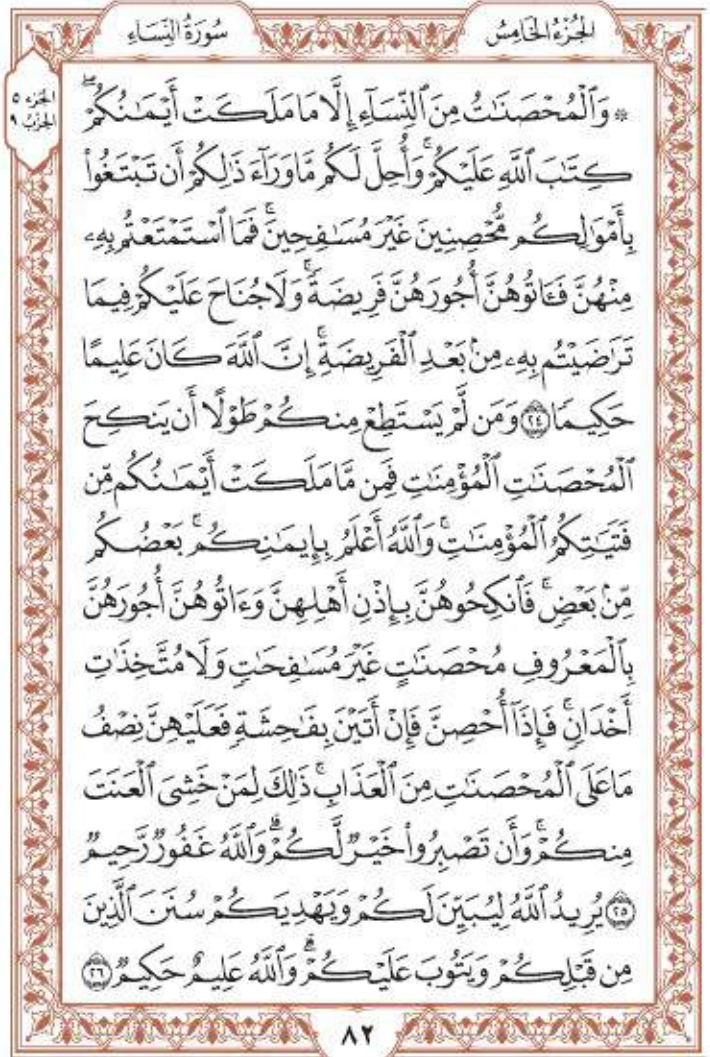 الجُزْءُ الخَامِسُ
سُورَةُ النِّسَاءِ
الجزء ٥
الحزب ٩
۞ وَٱلْمُحْصَنَـٰتُ مِنَ ٱلنِّسَآءِ إِلَّا مَا مَلَكَتْ أَيْمَـٰنُكُمْۖ
كِتَـٰبَ ٱللَّهِ عَلَيْكُمْۚ وَأُحِلَّ لَكُم مَّا وَرَآءَ ذَٰلِكُمْ أَن تَبْتَغُوا۟
بِأَمْوَٰلِكُم مُّحْصِنِينَ غَيْرَ مُسَـٰفِحِينَۚ فَمَا ٱسْتَمْتَعْتُم بِهِۦ
مِنْهُنَّ فَـَٔاتُوهُنَّ أُجُورَهُنَّ فَرِيضَةًۚ وَلَا جُنَاحَ عَلَيْكُمْ فِيمَا
تَرَٰضَيْتُم بِهِۦ مِنۢ بَعْدِ ٱلْفَرِيضَةِۚ إِنَّ ٱللَّهَ كَانَ عَلِيمًا
حَكِيمًا ٢٤ وَمَن لَّمْ يَسْتَطِعْ مِنكُمْ طَوْلًا أَن يَنكِحَ
ٱلْمُحْصَنَـٰتِ ٱلْمُؤْمِنَـٰتِ فَمِن مَّا مَلَكَتْ أَيْمَـٰنُكُم مِّن
فَتَيَـٰتِكُمُ ٱلْمُؤْمِنَـٰتِۚ وَٱللَّهُ أَعْلَمُ بِإِيمَـٰنِكُمۚ بَعْضُكُم
مِّنۢ بَعْضٍۚ فَٱنكِحُوهُنَّ بِإِذْنِ أَهْلِهِنَّ وَءَاتُوهُنَّ أُجُورَهُنَّ
بِٱلْمَعْرُوفِ مُحْصَنَـٰتٍ غَيْرَ مُسَـٰفِحَـٰتٍ وَلَا مُتَّخِذَٰتِ
أَخْدَانٍۚ فَإِذَآ أُحْصِنَّ فَإِنْ أَتَيْنَ بِفَـٰحِشَةٍ فَعَلَيْهِنَّ نِصْفُ
مَا عَلَى ٱلْمُحْصَنَـٰتِ مِنَ ٱلْعَذَابِۚ ذَٰلِكَ لِمَنْ خَشِىَ ٱلْعَنَتَ
مِنكُمْۚ وَأَن تَصْبِرُوا۟ خَيْرٌ لَّكُمْۗ وَٱللَّهُ غَفُورٌ رَّحِيمٌ
٢٥ يُرِيدُ ٱللَّهُ لِيُبَيِّنَ لَكُمْ وَيَهْدِيَكُمْ سُنَنَ ٱلَّذِينَ
مِن قَبْلِكُمْ وَيَتُوبَ عَلَيْكُمْۗ وَٱللَّهُ عَلِيمٌ حَكِيمٌ ٢٦
٨٢